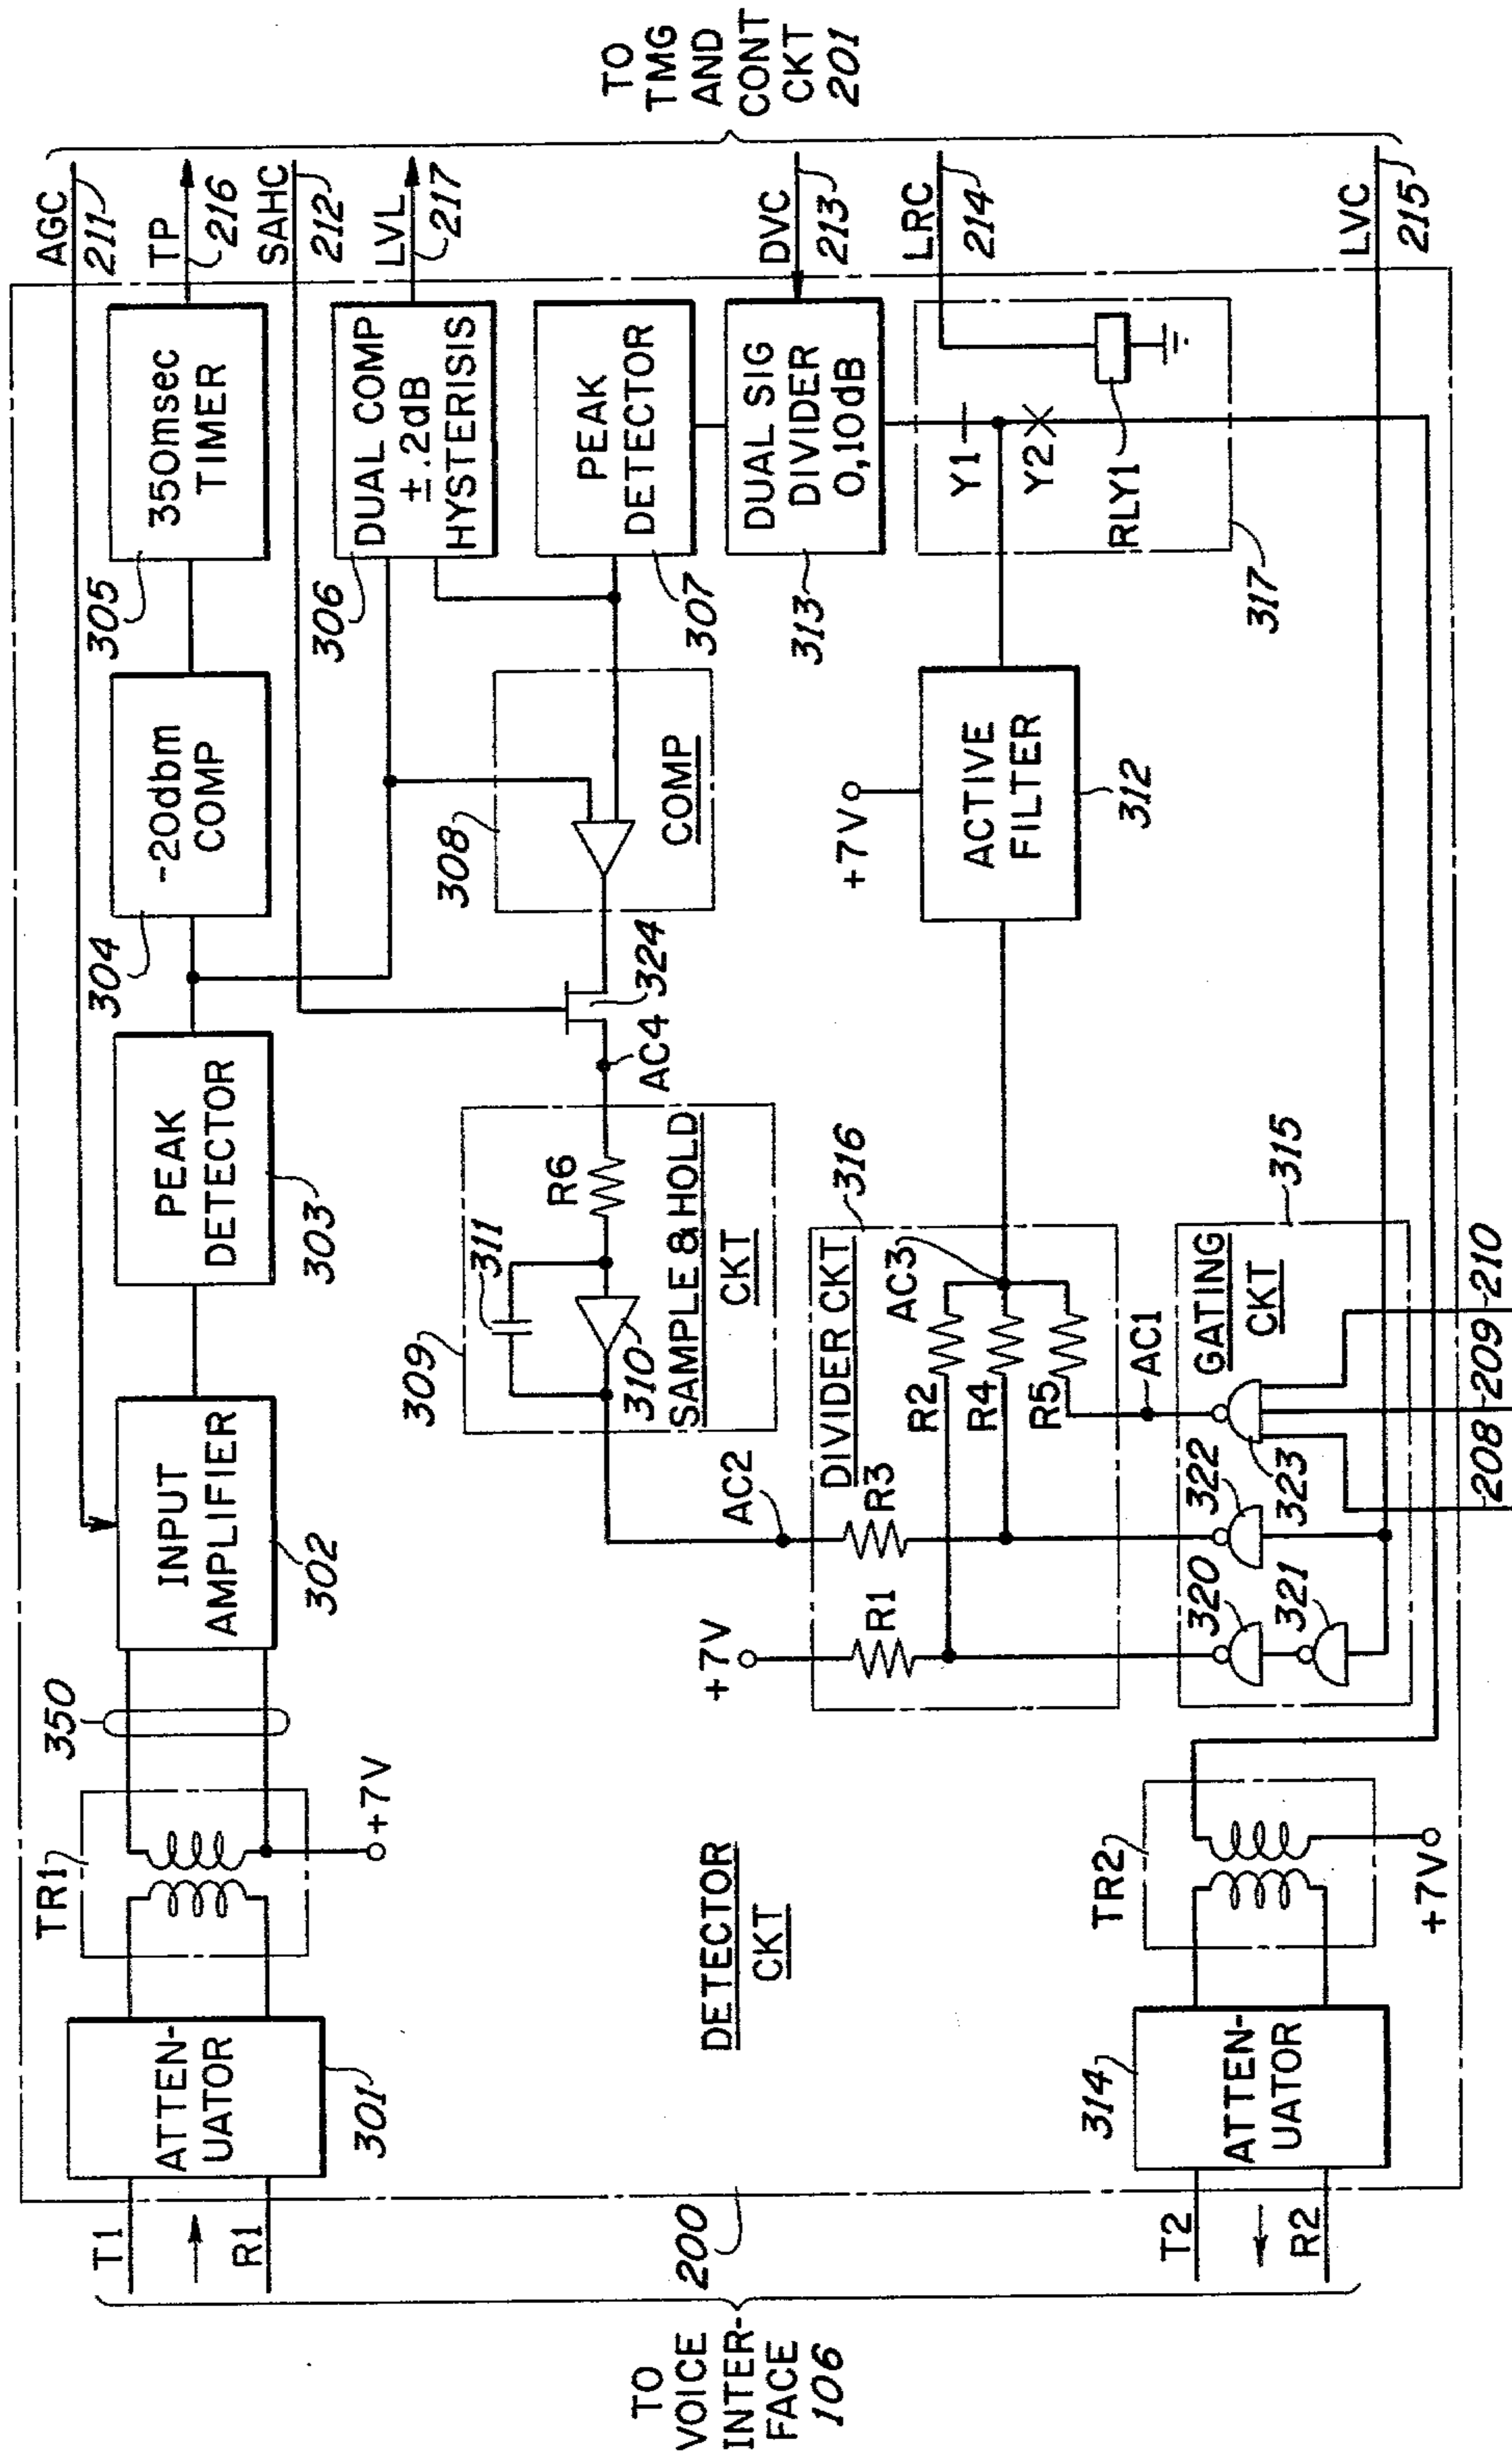 TO
VOICE
INTER-
FACE
106
T1
R1
200
T2
R2
ATTEN-
UATOR
301
TR1
+7V
350
INPUT
AMPLIFIER
302
PEAK
DETECTOR
303
-20dbm
COMP
304
350msec
TIMER
305
AGC
211
TP
216
SAHC
212
LVL
217
DUAL COMP
±.2dB
HYSTERISIS
306
PEAK
DETECTOR
307
COMP
308
324
AC4
309
311
R6
310
SAMPLE & HOLD
CKT
AC2
DUAL SIG
DIVIDER
0,10dB
313
DVC
213
LRC
214
Y1
Y2
RLY1
317
LVC
215
TO
TMG
AND
CONT
CKT
201
+7V
ACTIVE
FILTER
312
DIVIDER CKT
316
+7V
R1
R3
R2
R4
R5
AC3
AC1
GATING
CKT
315
320
321
322
323
208
209
210
DETECTOR
CKT
TR2
+7V
ATTEN-
UATOR
314